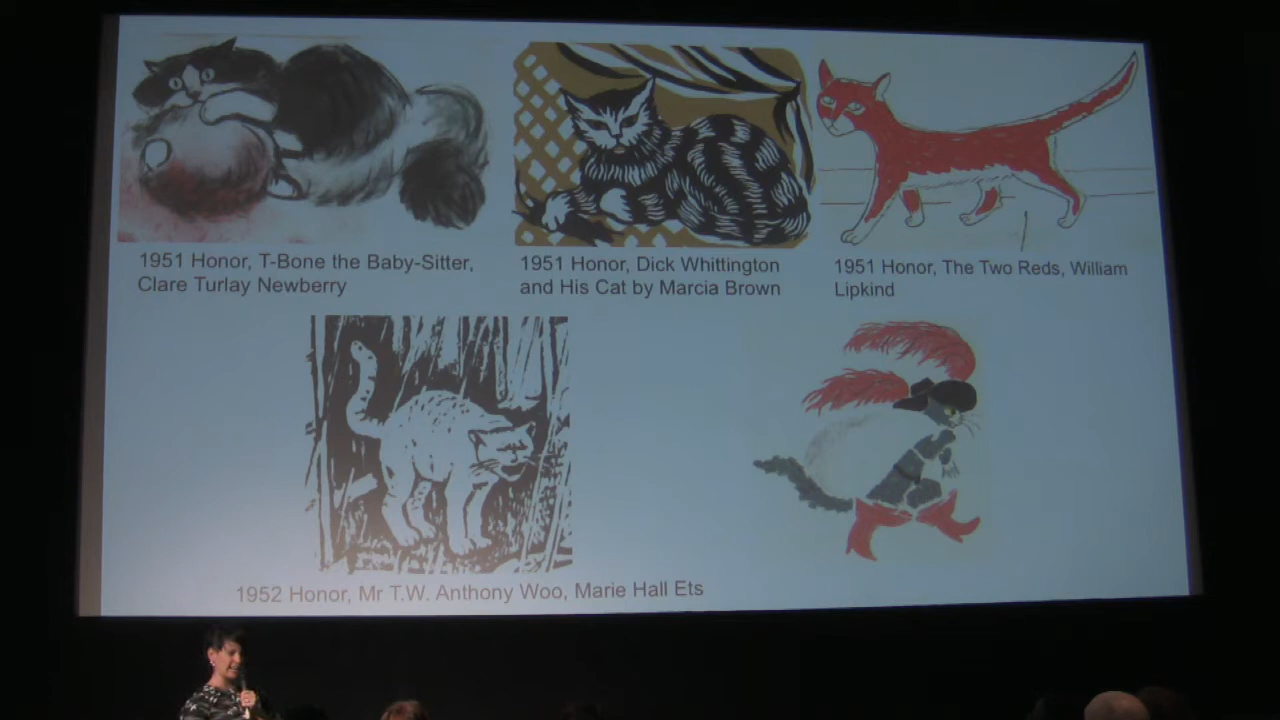 1951 Honor, T-Bone the Baby-Sitter,
Clare Turlay Newberry
1951 Honor, Dick Whittington
and His Cat by Marcia Brown
1951 Honor, The Two Reds, William
Lipkind
1952 Honor, Mr T.W. Anthony Woo, Marie Hall Ets